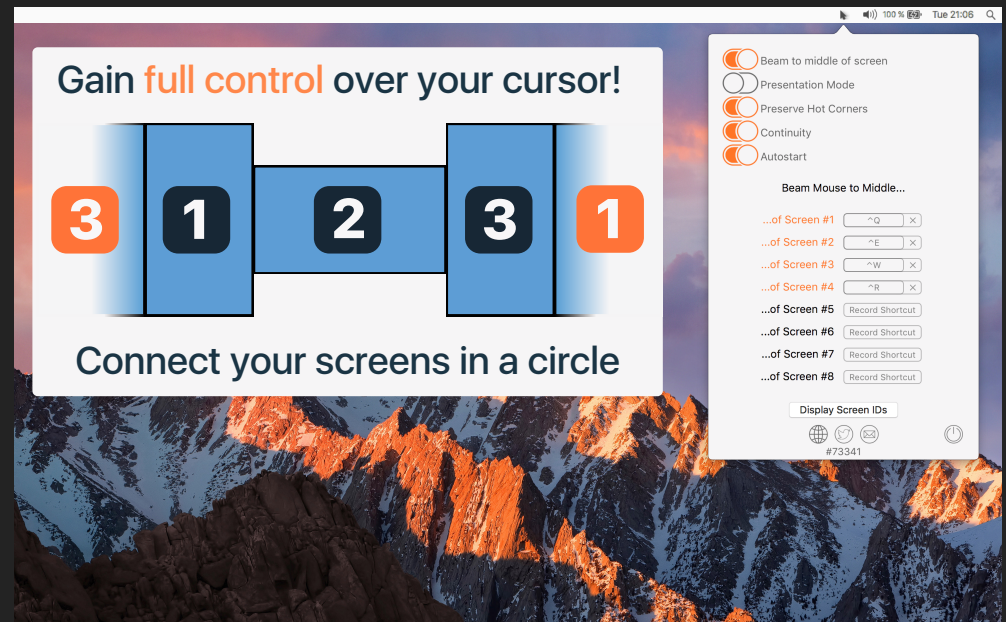 100 % Tue 21:06
Gain full control over your cursor!
3 1 2 3 1
Connect your screens in a circle
Beam to middle of screen
Presentation Mode
Preserve Hot Corners
Continuity
Autostart
Beam Mouse to Middle...
...of Screen #1 ^Q ×
...of Screen #2 ^E ×
...of Screen #3 ^W ×
...of Screen #4 ^R ×
...of Screen #5 Record Shortcut
...of Screen #6 Record Shortcut
...of Screen #7 Record Shortcut
...of Screen #8 Record Shortcut
Display Screen IDs
#73341